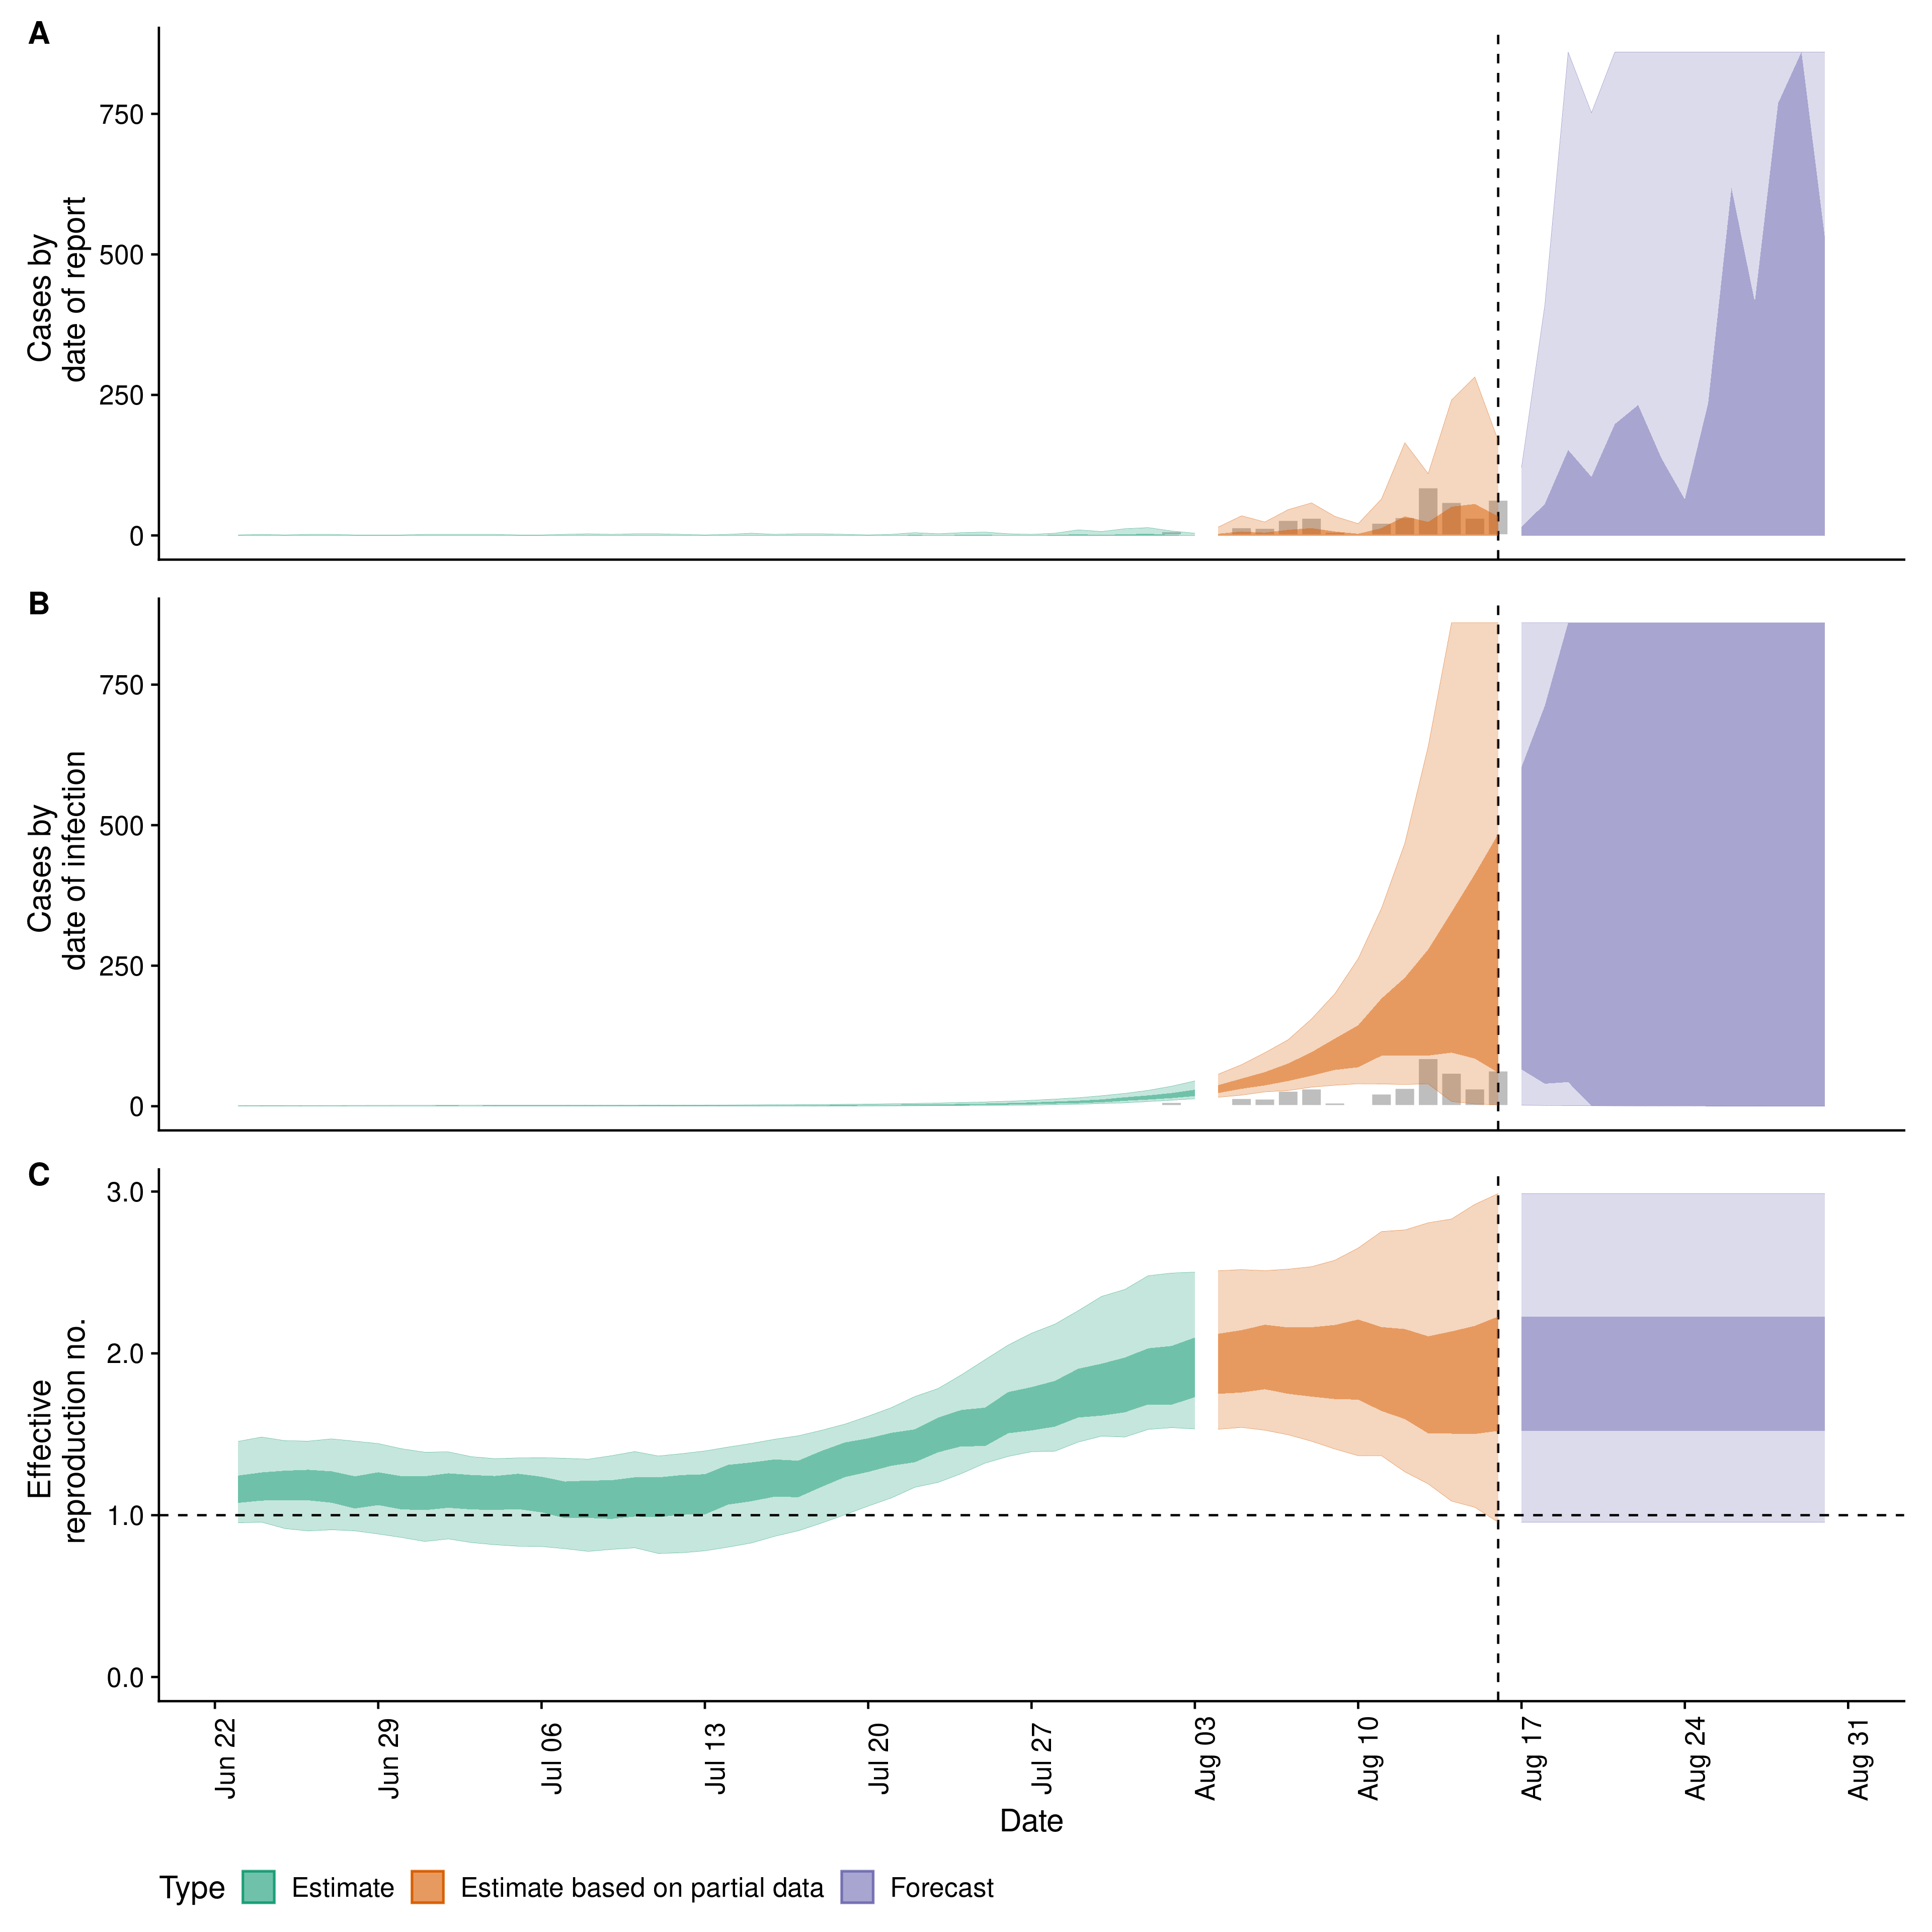 A
Cases by
date of report
750
500
250
0
B
Cases by
date of infection
750
500
250
0
C
Effective
reproduction no.
3.0
2.0
1.0
0.0
Jun 22
Jun 29
Jul 06
Jul 13
Jul 20
Jul 27
Aug 03
Aug 10
Aug 17
Aug 24
Aug 31
Date
Type Estimate Estimate based on partial data Forecast